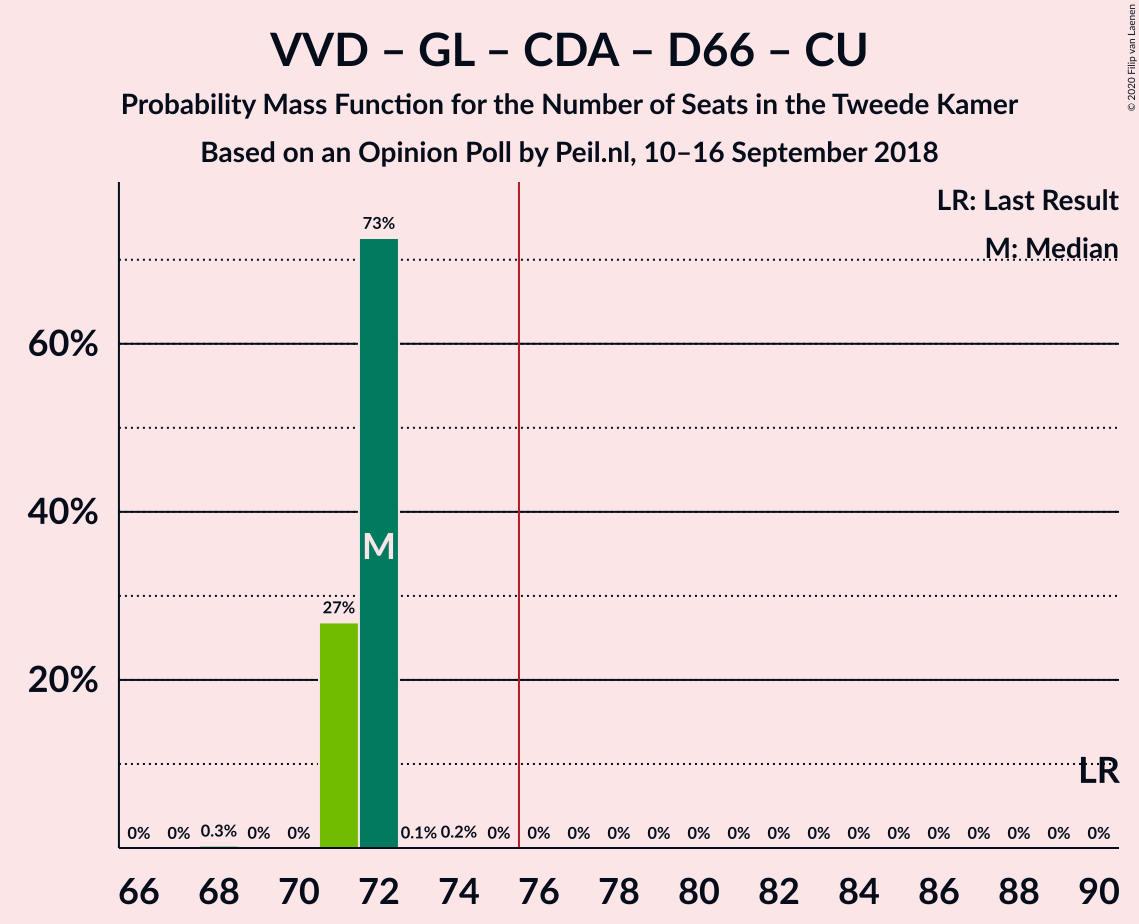 VVD – GL – CDA – D66 – CU
Probability Mass Function for the Number of Seats in the Tweede Kamer
Based on an Opinion Poll by Peil.nl, 10–16 September 2018
© 2020 Filip van Laenen
LR: Last Result
M: Median
73%
60%
40%
M
27%
20%
LR
0% 0% 0.3% 0% 0% 0.1% 0.2% 0% 0% 0% 0% 0% 0% 0% 0% 0% 0% 0% 0% 0% 0% 0% 0%
66 68 70 72 74 76 78 80 82 84 86 88 90